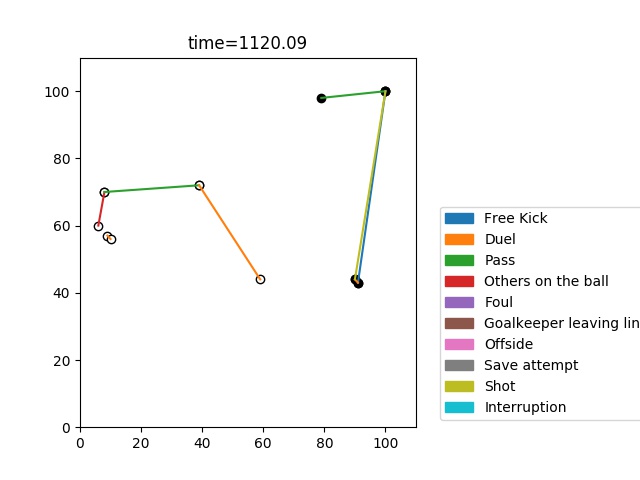 time=1120.09
100
80
60
40
20
0
0 20 40 60 80 100
Free Kick
Duel
Pass
Others on the ball
Foul
Goalkeeper leaving lin
Offside
Save attempt
Shot
Interruption